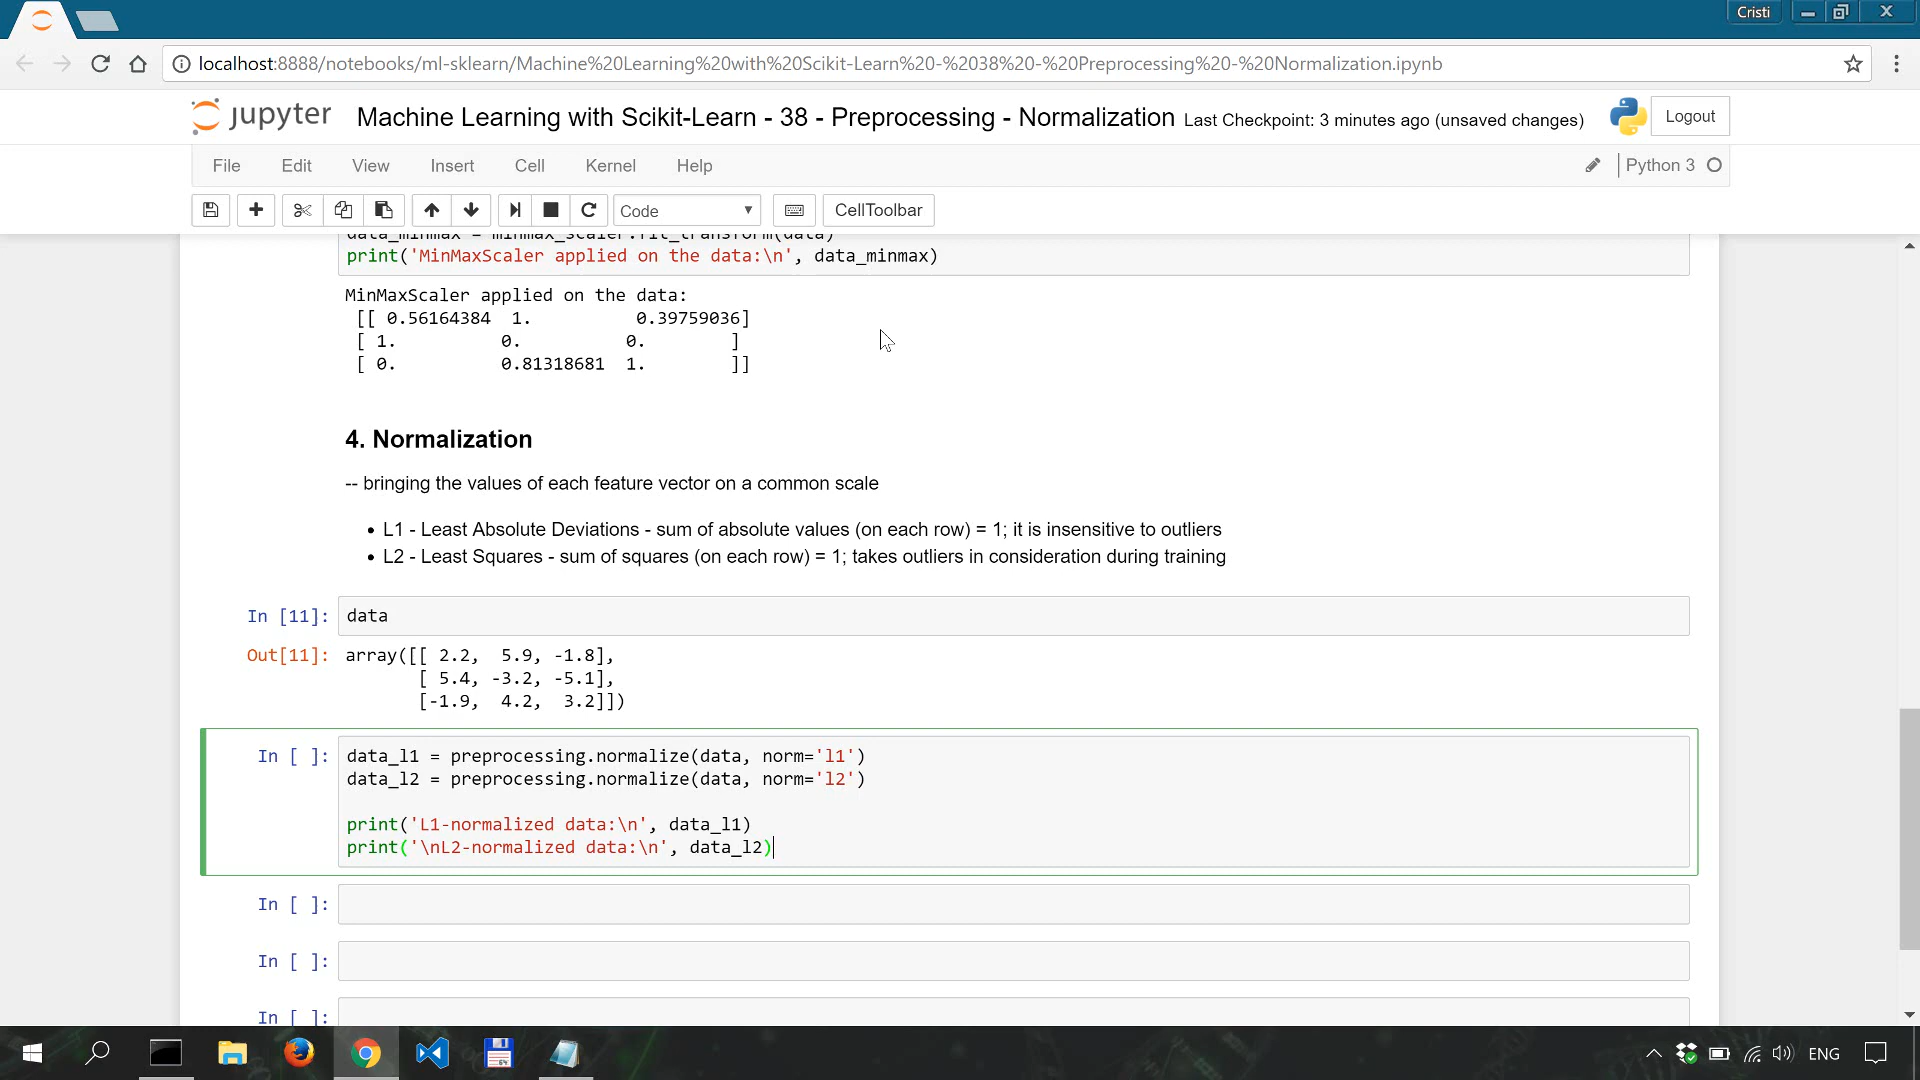 Cristi
localhost:8888/notebooks/ml-sklearn/Machine%20Learning%20with%20Scikit-Learn%20-%2038%20-%20Preprocessing%20-%20Normalization.ipynb
jupyter Machine Learning with Scikit-Learn - 38 - Preprocessing - Normalization Last Checkpoint: 3 minutes ago (unsaved changes) Logout
File Edit View Insert Cell Kernel Help Python 3
Code CellToolbar
data_minmax = minmax_scaler.fit_transform(data)
print('MinMaxScaler applied on the data:\n', data_minmax)
MinMaxScaler applied on the data:
[[ 0.56164384 1. 0.39759036]
[ 1. 0. 0. ]
[ 0. 0.81318681 1. ]]
4. Normalization
-- bringing the values of each feature vector on a common scale
• L1 - Least Absolute Deviations - sum of absolute values (on each row) = 1; it is insensitive to outliers
• L2 - Least Squares - sum of squares (on each row) = 1; takes outliers in consideration during training
In [11]: data
Out[11]: array([[ 2.2, 5.9, -1.8],
[ 5.4, -3.2, -5.1],
[-1.9, 4.2, 3.2]])
In [ ]: data_l1 = preprocessing.normalize(data, norm='l1')
data_l2 = preprocessing.normalize(data, norm='l2')
print('L1-normalized data:\n', data_l1)
print('\nL2-normalized data:\n', data_l2)
In [ ]:
In [ ]:
In [ ]:
ENG